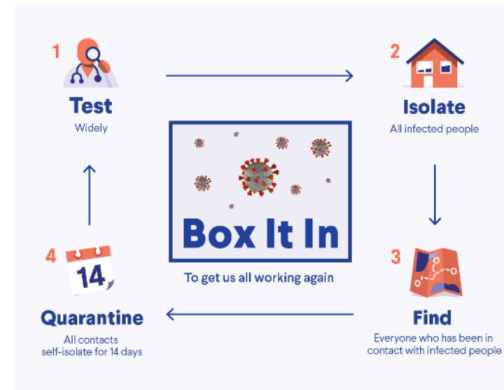 1
Test
Widely
2
Isolate
All infected people
Box It In
To get us all working again
4
14
Quarantine
All contacts
self-isolate for 14 days
3
Find
Everyone who has been in
contact with infected people